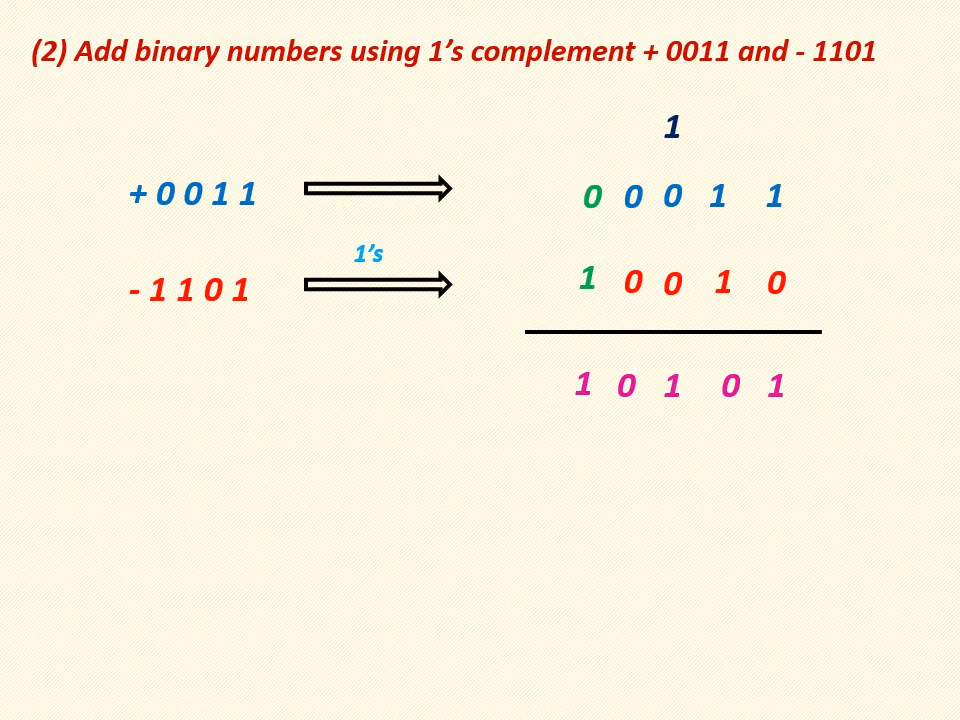 (2) Add binary numbers using 1’s complement + 0011 and - 1101
1
+ 0 0 1 1 0 0 0 1 1
1’s
- 1 1 0 1 1 0 0 1 0
1 0 1 0 1